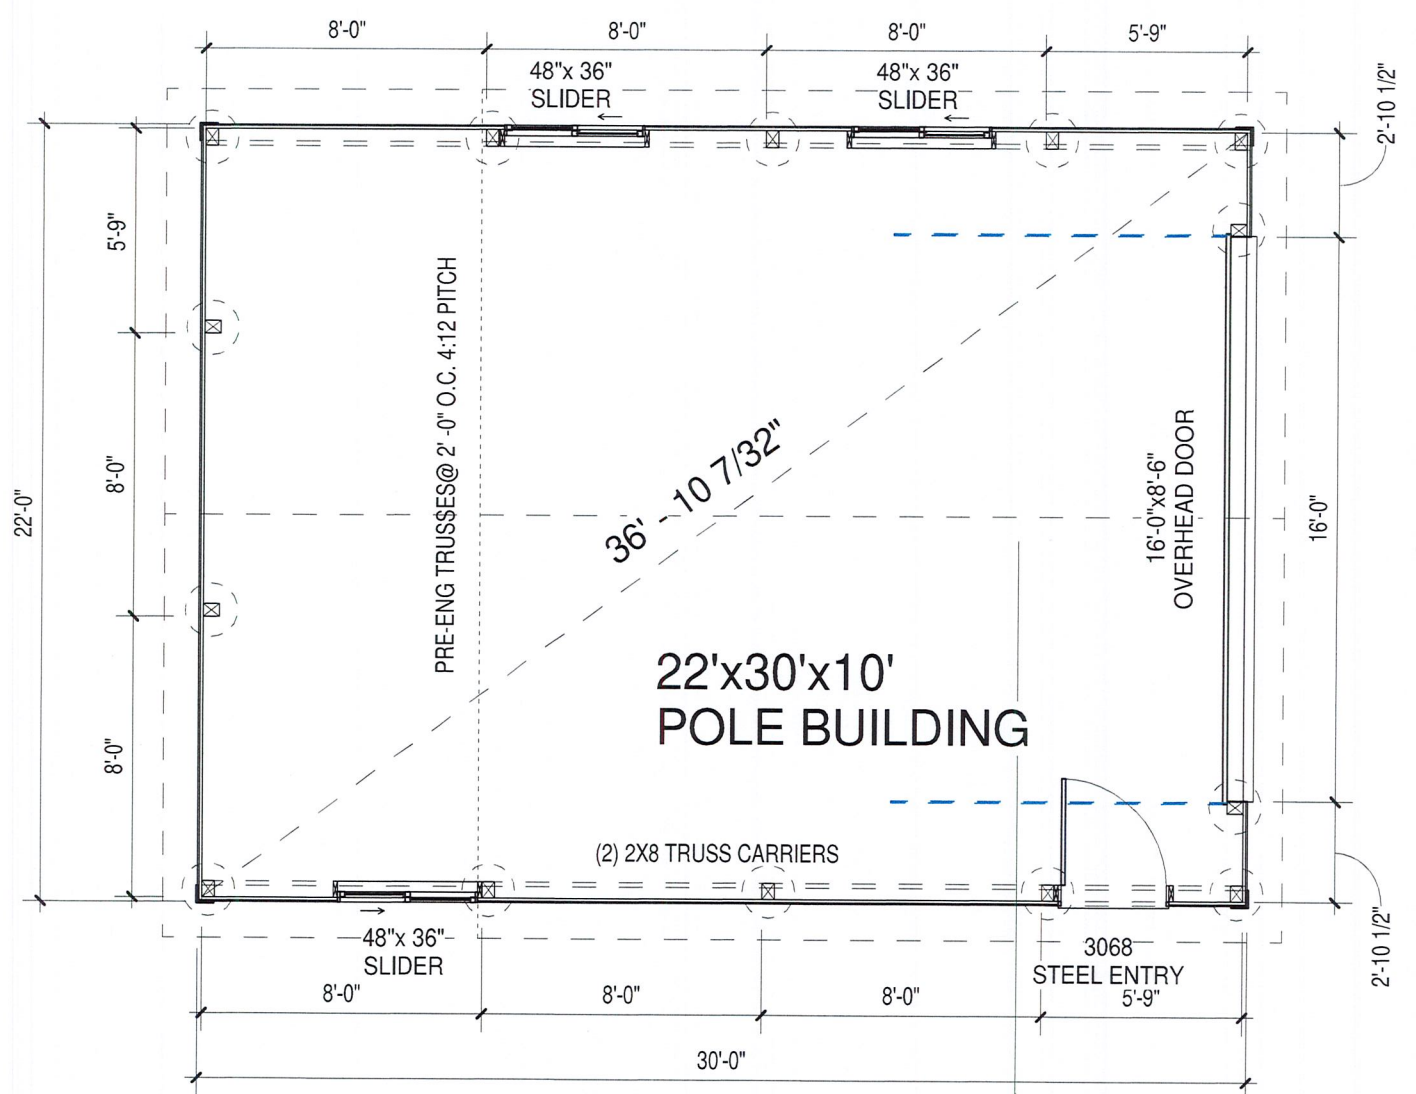 8'-0"
8'-0"
8'-0"
5'-9"
48"x 36"
SLIDER
48"x 36"
SLIDER
2'-10 1/2"
5'-9"
8'-0"
8'-0"
22'-0"
PRE-ENG TRUSSES@ 2' -0" O.C. 4:12 PITCH
36' - 10 7/32"
16'-0"x8'-6"
OVERHEAD DOOR
16'-0"
22'x30'x10'
POLE BUILDING
(2) 2X8 TRUSS CARRIERS
48"x 36"
SLIDER
3068
STEEL ENTRY
2'-10 1/2"
8'-0"
8'-0"
8'-0"
5'-9"
30'-0"